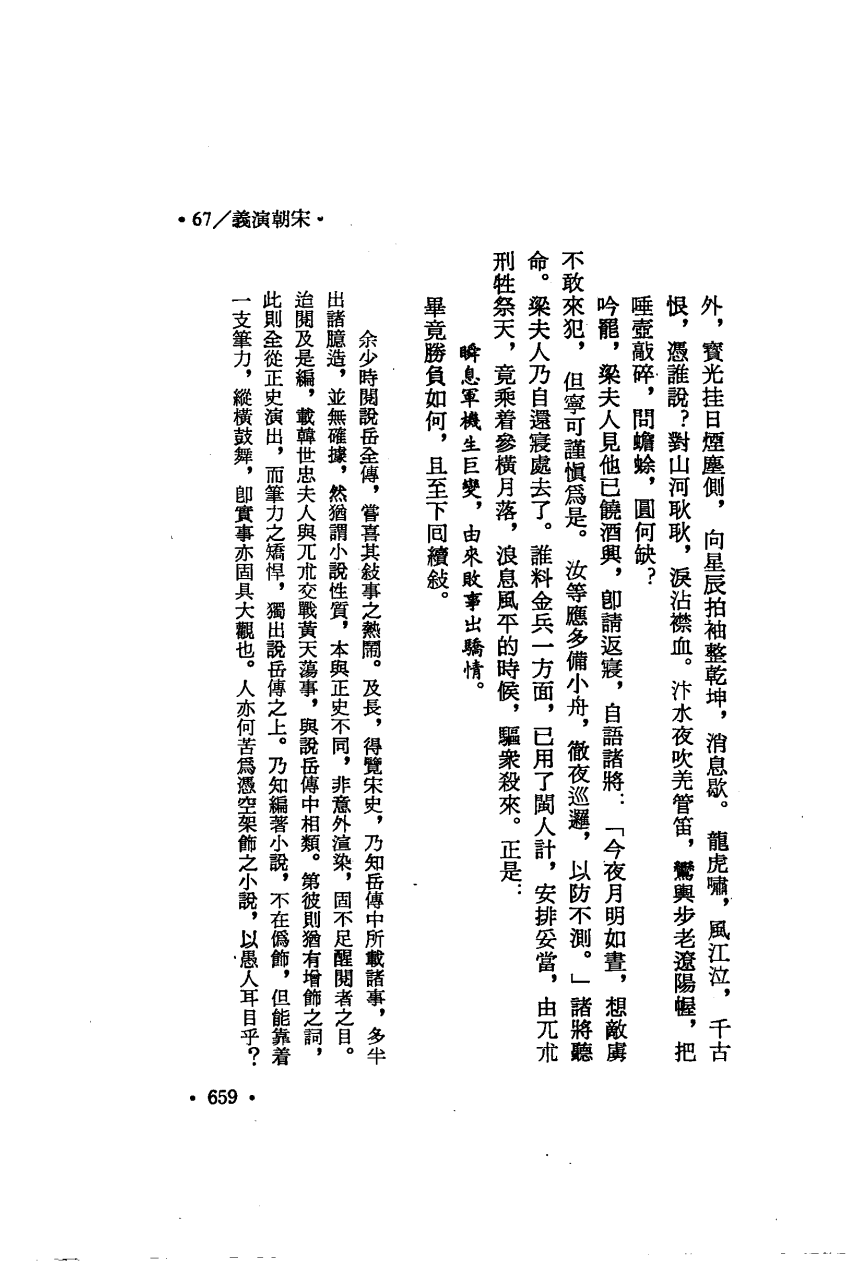 •67／義演朝宋•
外，寶光挂日煙塵側，向星辰拍袖整乾坤，消息歇。龍虎嘯，風江泣，千古
恨，憑誰說？對山河耿耿，淚沾襟血。汴水夜吹羌管笛，鸞輿步老遼陽幄，把
唾壺敲碎，問蟾蜍，圓何缺？
吟罷，梁夫人見他已饒酒興，卽請返寢，自語諸將：「今夜月明如晝，想敵虜
不敢來犯，但寧可謹慎爲是。汝等應多備小舟，徹夜巡邏，以防不測。」諸將聽
命。梁夫人乃自還寢處去了。誰料金兵一方面，已用了閩人計，安排妥當，由兀朮
刑牲祭天，竟乘着參橫月落，浪息風平的時候，驅衆殺來。正是：
瞬息軍機生巨變，由來敗事出驕情。
畢竟勝負如何，且至下回續敍。
余少時閱說岳全傳，嘗喜其敍事之熱鬧。及長，得覽宋史，乃知岳傳中所載諸事，多半
出諸臆造，並無確據，然猶謂小說性質，本與正史不同，非意外渲染，固不足醒閱者之目。
迨閱及是編，載韓世忠夫人與兀朮交戰黃天蕩事，與說岳傳中相類。第彼則猶有增飾之詞，
此則全從正史演出，而筆力之矯悍，獨出說岳傳之上。乃知編著小說，不在僞飾，但能靠着
一支筆力，縱橫鼓舞，卽實事亦固具大觀也。人亦何苦爲憑空架飾之小說，以愚人耳目乎？
•659•